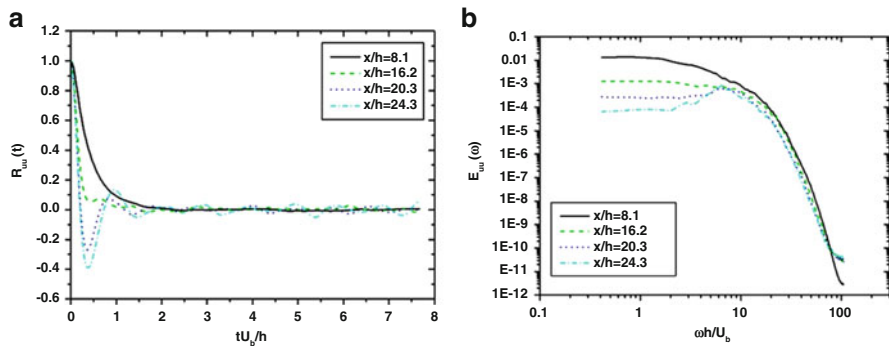 a
1.2
1.0
0.8
0.6
0.4
0.2
0.0
-0.2
-0.4
-0.6
R_uu (t)
0 1 2 3 4 5 6 7 8
tU_b/h
x/h=8.1
x/h=16.2
x/h=20.3
x/h=24.3
b
0.1
0.01
1E-3
1E-4
1E-5
1E-6
1E-7
1E-8
1E-9
1E-10
E-11
1E-12
E_uu (ω)
0.1 1 10 100
ωh/U_b
x/h=8.1
x/h=16.2
x/h=20.3
x/h=24.3